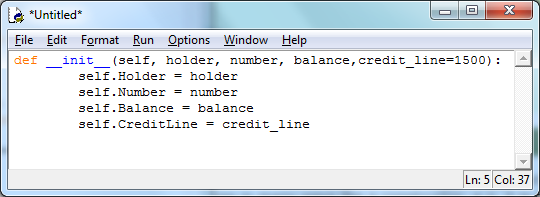 *Untitled*
File Edit Format Run Options Window Help
def __init__(self, holder, number, balance,credit_line=1500):
        self.Holder = holder
        self.Number = number
        self.Balance = balance
        self.CreditLine = credit_line
Ln: 5 Col: 37